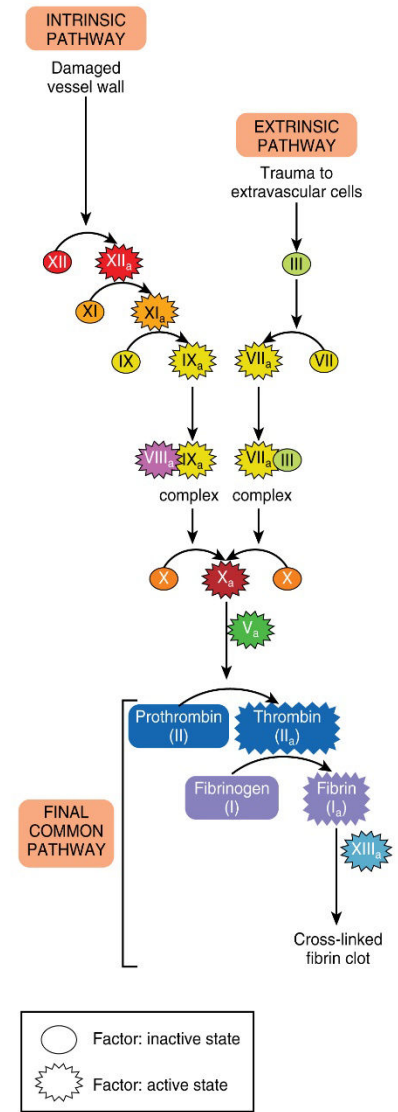 INTRINSIC
PATHWAY
Damaged
vessel wall
EXTRINSIC
PATHWAY
Trauma to
extravascular cells
III
XII
XIIa
XI
XIa
IX
IXa
VIIa
VII
VIIIa
IXa
VIIa
III
complex
complex
X
Xa
X
Va
Prothrombin
(II)
Thrombin
(IIa)
Fibrinogen
(I)
Fibrin
(Ia)
FINAL
COMMON
PATHWAY
XIIIa
Cross-linked
fibrin clot
Factor: inactive state
Factor: active state